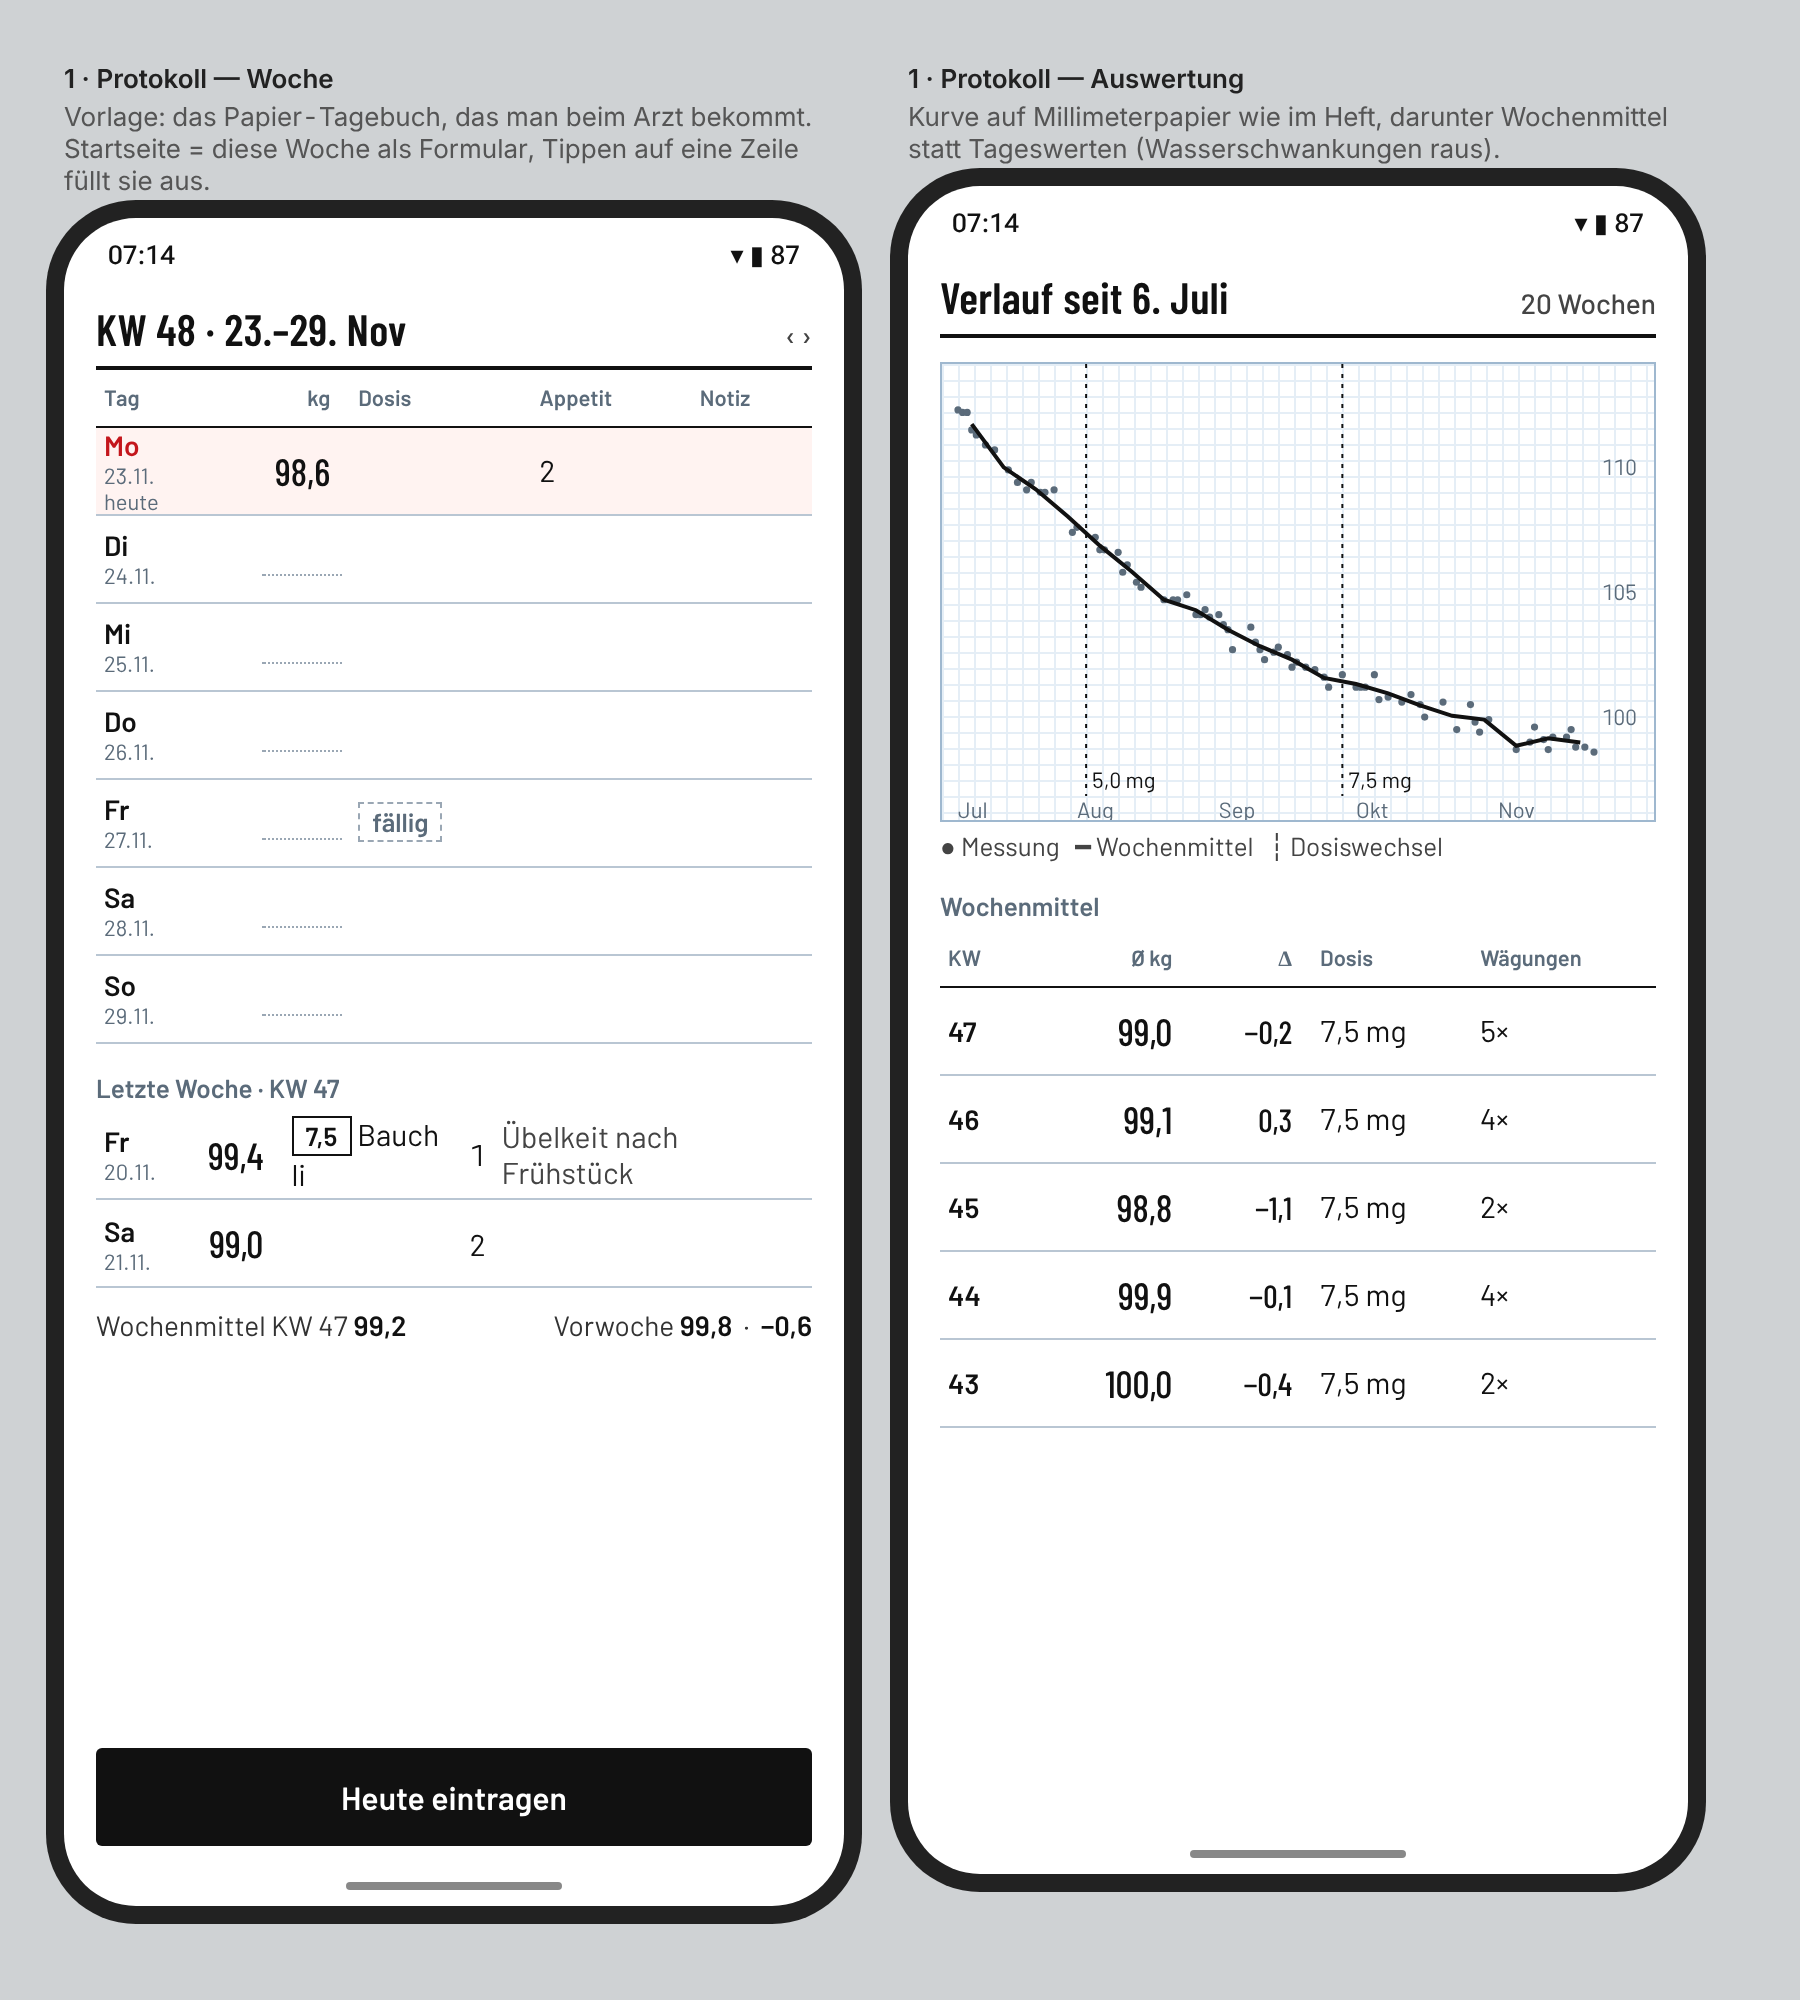 1 · Protokoll — Woche
Vorlage: das Papier-Tagebuch, das man beim Arzt bekommt.
Startseite = diese Woche als Formular, Tippen auf eine Zeile
füllt sie aus.
07:14 87
KW 48 · 23.–29. Nov ‹ ›
Tag kg Dosis Appetit Notiz
Mo
23.11.
heute
98,6 2
Di
24.11.
Mi
25.11.
Do
26.11.
Fr
27.11.
fällig
Sa
28.11.
So
29.11.
Letzte Woche · KW 47
Fr
20.11.
99,4
7,5 Bauch
li
1
Übelkeit nach
Frühstück
Sa
21.11.
99,0 2
Wochenmittel KW 47 99,2 Vorwoche 99,8 · −0,6
Heute eintragen
1 · Protokoll — Auswertung
Kurve auf Millimeterpapier wie im Heft, darunter Wochenmittel
statt Tageswerten (Wasserschwankungen raus).
07:14 87
Verlauf seit 6. Juli 20 Wochen
110
105
100
5,0 mg 7,5 mg
Jul Aug Sep Okt Nov
Messung Wochenmittel Dosiswechsel
Wochenmittel
KW Ø kg Δ Dosis Wägungen
47 99,0 −0,2 7,5 mg 5×
46 99,1 0,3 7,5 mg 4×
45 98,8 −1,1 7,5 mg 2×
44 99,9 −0,1 7,5 mg 4×
43 100,0 −0,4 7,5 mg 2×